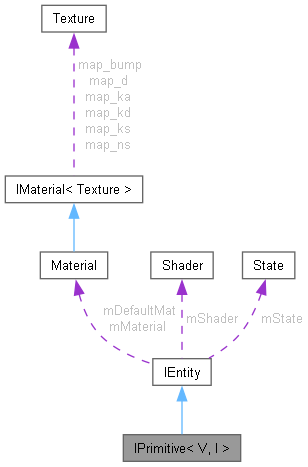 Texture
map_bump
map_d
map_ka
map_kd
map_ks
map_ns
IMaterial< Texture >
Material
Shader
State
mDefaultMat
mMaterial
mShader
mState
IEntity
IPrimitive< V, I >